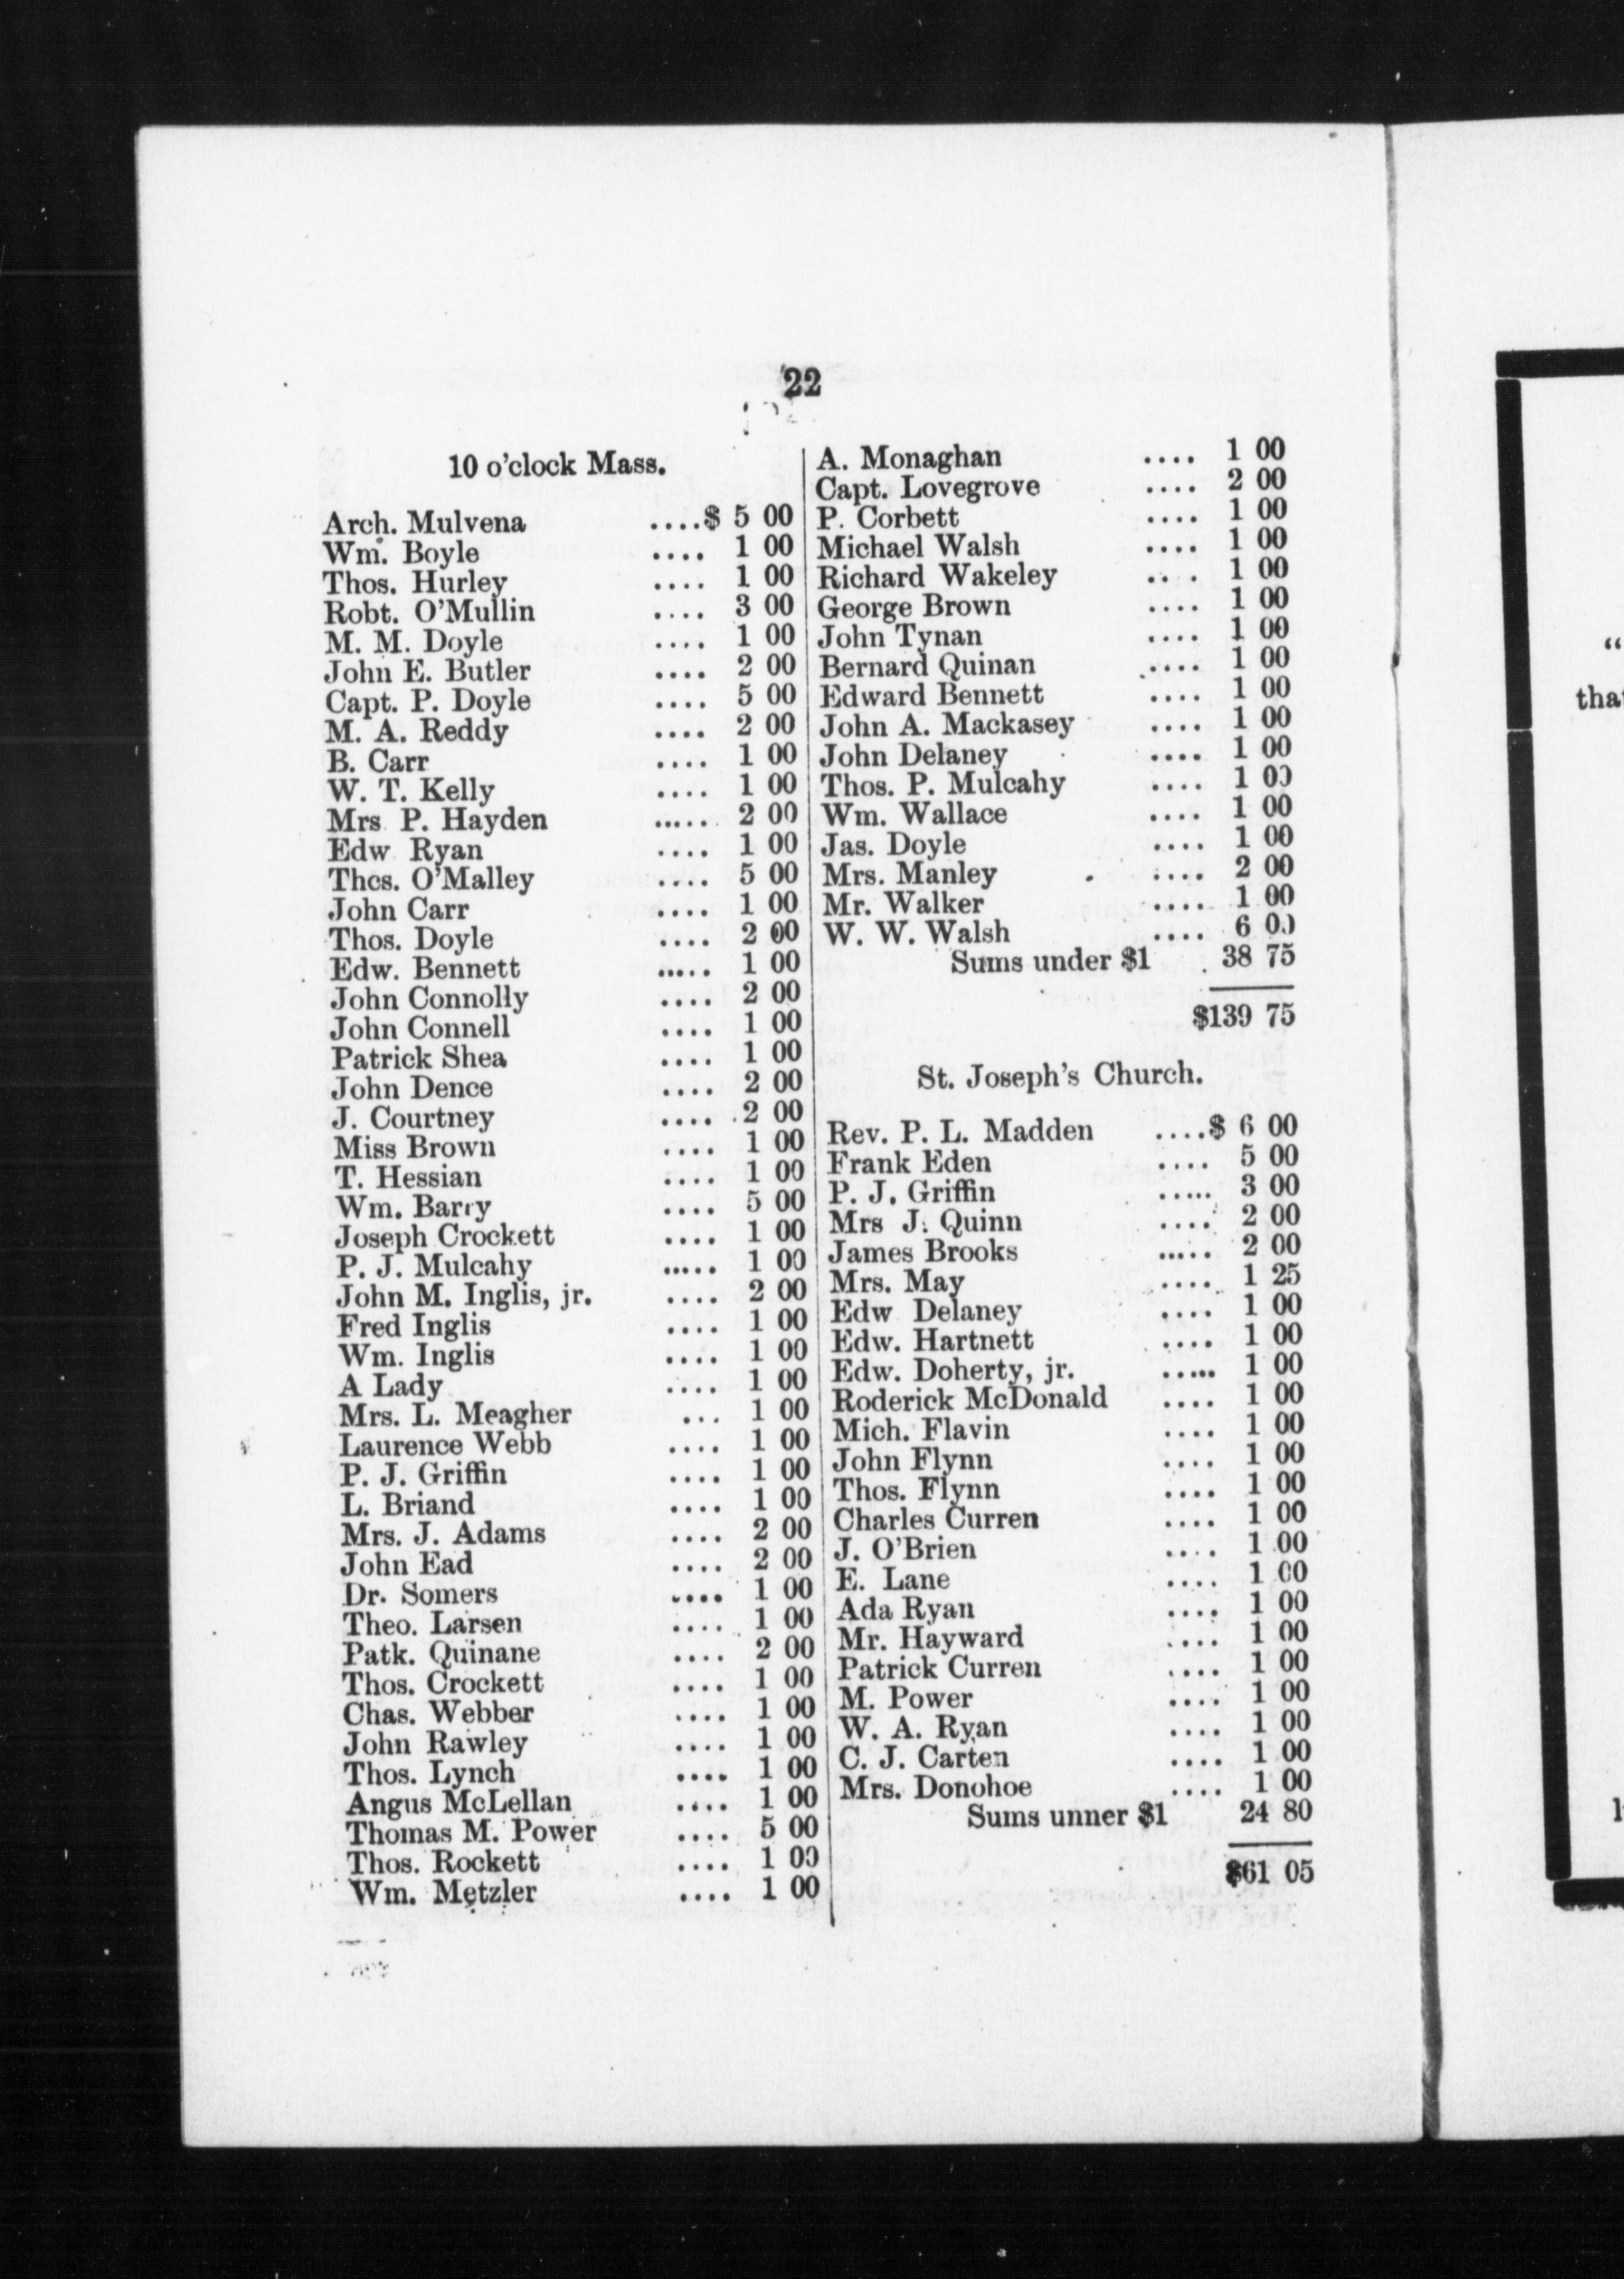 22
10 o'clock Mass.
Arch. Mulvena ....$ 5 00
Wm. Boyle .... 1 00
Thos. Hurley .... 1 00
Robt. O'Mullin .... 3 00
M. M. Doyle .... 1 00
John E. Butler .... 2 00
Capt. P. Doyle .... 5 00
M. A. Reddy .... 2 00
B. Carr .... 1 00
W. T. Kelly .... 1 00
Mrs P. Hayden ..... 2 00
Edw Ryan .... 1 00
Thcs. O'Malley .... 5 00
John Carr .... 1 00
Thos. Doyle .... 2 00
Edw. Bennett ..... 1 00
John Connolly .... 2 00
John Connell .... 1 00
Patrick Shea .... 1 00
John Dence .... 2 00
J. Courtney .... 2 00
Miss Brown .... 1 00
T. Hessian .... 1 00
Wm. Barry .... 5 00
Joseph Crockett .... 1 00
P. J. Mulcahy ..... 1 00
John M. Inglis, jr. .... 2 00
Fred Inglis .... 1 00
Wm. Inglis .... 1 00
A Lady .... 1 00
Mrs. L. Meagher ... 1 00
Laurence Webb .... 1 00
P. J. Griffin .... 1 00
L. Briand .... 1 00
Mrs. J. Adams .... 2 00
John Ead .... 2 00
Dr. Somers .... 1 00
Theo. Larsen .... 1 00
Patk. Quinane .... 2 00
Thos. Crockett .... 1 00
Chas. Webber .... 1 00
John Rawley .... 1 00
Thos. Lynch .... 1 00
Angus McLellan .... 1 00
Thomas M. Power .... 5 00
Thos. Rockett .... 1 00
Wm. Metzler .... 1 00
A. Monaghan .... 1 00
Capt. Lovegrove .... 2 00
P. Corbett .... 1 00
Michael Walsh .... 1 00
Richard Wakeley .... 1 00
George Brown .... 1 00
John Tynan .... 1 00
Bernard Quinan .... 1 00
Edward Bennett .... 1 00
John A. Mackasey .... 1 00
John Delaney .... 1 00
Thos. P. Mulcahy .... 1 00
Wm. Wallace .... 1 00
Jas. Doyle .... 1 00
Mrs. Manley .... 2 00
Mr. Walker .... 1 00
W. W. Walsh .... 6 00
Sums under $1 38 75
$139 75
St. Joseph's Church.
Rev. P. L. Madden ....$ 6 00
Frank Eden .... 5 00
P. J. Griffin ..... 3 00
Mrs J. Quinn .... 2 00
James Brooks ..... 2 00
Mrs. May .... 1 25
Edw Delaney .... 1 00
Edw. Hartnett .... 1 00
Edw. Doherty, jr. ..... 1 00
Roderick McDonald .... 1 00
Mich. Flavin .... 1 00
John Flynn .... 1 00
Thos. Flynn .... 1 00
Charles Curren .... 1 00
J. O'Brien .... 1 00
E. Lane .... 1 00
Ada Ryan .... 1 00
Mr. Hayward .... 1 00
Patrick Curren .... 1 00
M. Power .... 1 00
W. A. Ryan .... 1 00
C. J. Carten .... 1 00
Mrs. Donohoe .... 1 00
Sums unner $1 24 80
$61 05
“